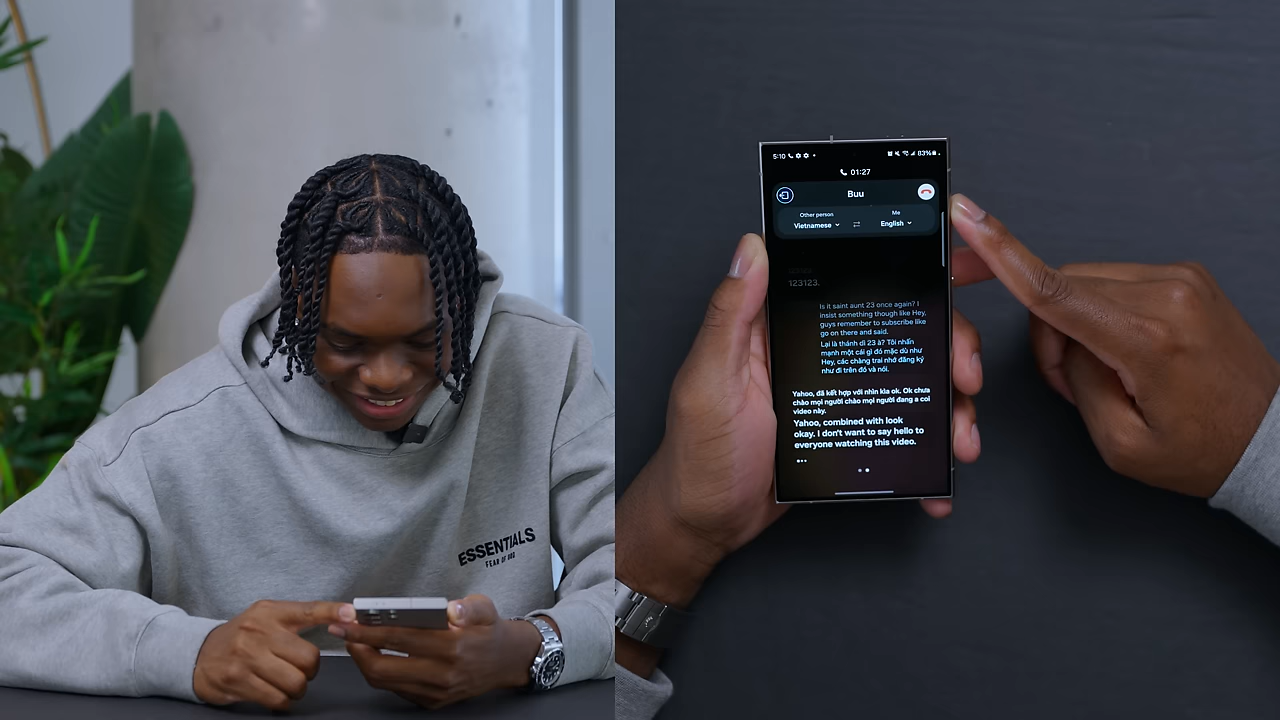 ESSENTIALS
FEAR OF GOD
5:10
83%
01:27
Buu
Other person
Me
Vietnamese
English
123123.
Is it saint aunt 23 once again? I
insist something though like Hey,
guys remember to subscribe like
go on there and said.
Lại là thánh dì 23 à? Tôi nhấn
mạnh một cái gì đó mặc dù như
Hey, các chàng trai nhớ đăng ký
như đi trên đó và nói.
Yahoo, đã kết hợp với nhìn kia ok. Ok chưa
chào mọi người chào mọi người đang a coi
video này.
Yahoo, combined with look
okay. I don't want to say hello to
everyone watching this video.